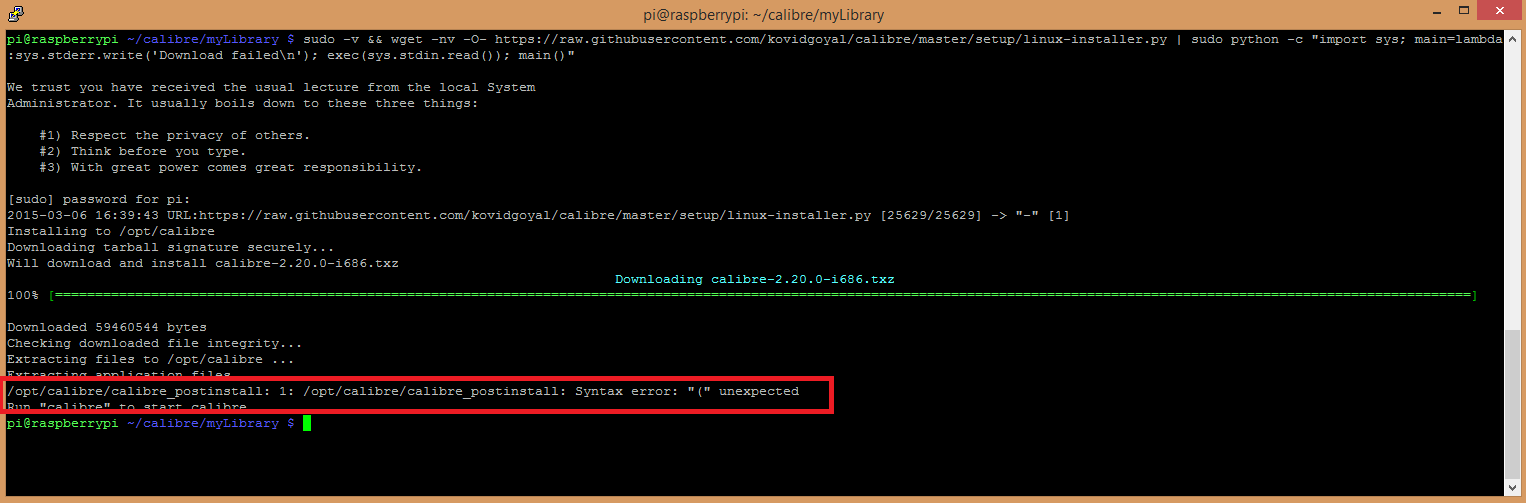 pi@raspberrypi: ~/calibre/myLibrary
pi@raspberrypi ~/calibre/myLibrary $ sudo -v && wget -nv -O- https://raw.githubusercontent.com/kovidgoyal/calibre/master/setup/linux-installer.py | sudo python -c "import sys; main=lambda
:sys.stderr.write('Download failed\n'); exec(sys.stdin.read()); main()"
We trust you have received the usual lecture from the local System
Administrator. It usually boils down to these three things:
#1) Respect the privacy of others.
#2) Think before you type.
#3) With great power comes great responsibility.
[sudo] password for pi:
2015-03-06 16:39:43 URL:https://raw.githubusercontent.com/kovidgoyal/calibre/master/setup/linux-installer.py [25629/25629] -> "-" [1]
Installing to /opt/calibre
Downloading tarball signature securely...
Will download and install calibre-2.20.0-i686.txz
Downloading calibre-2.20.0-i686.txz
100% [=================================================================================================================================================================================]
Downloaded 59460544 bytes
Checking downloaded file integrity...
Extracting files to /opt/calibre ...
Extracting application files
/opt/calibre/calibre_postinstall: 1: /opt/calibre/calibre_postinstall: Syntax error: "(" unexpected
Run "calibre" to start calibre
pi@raspberrypi ~/calibre/myLibrary $